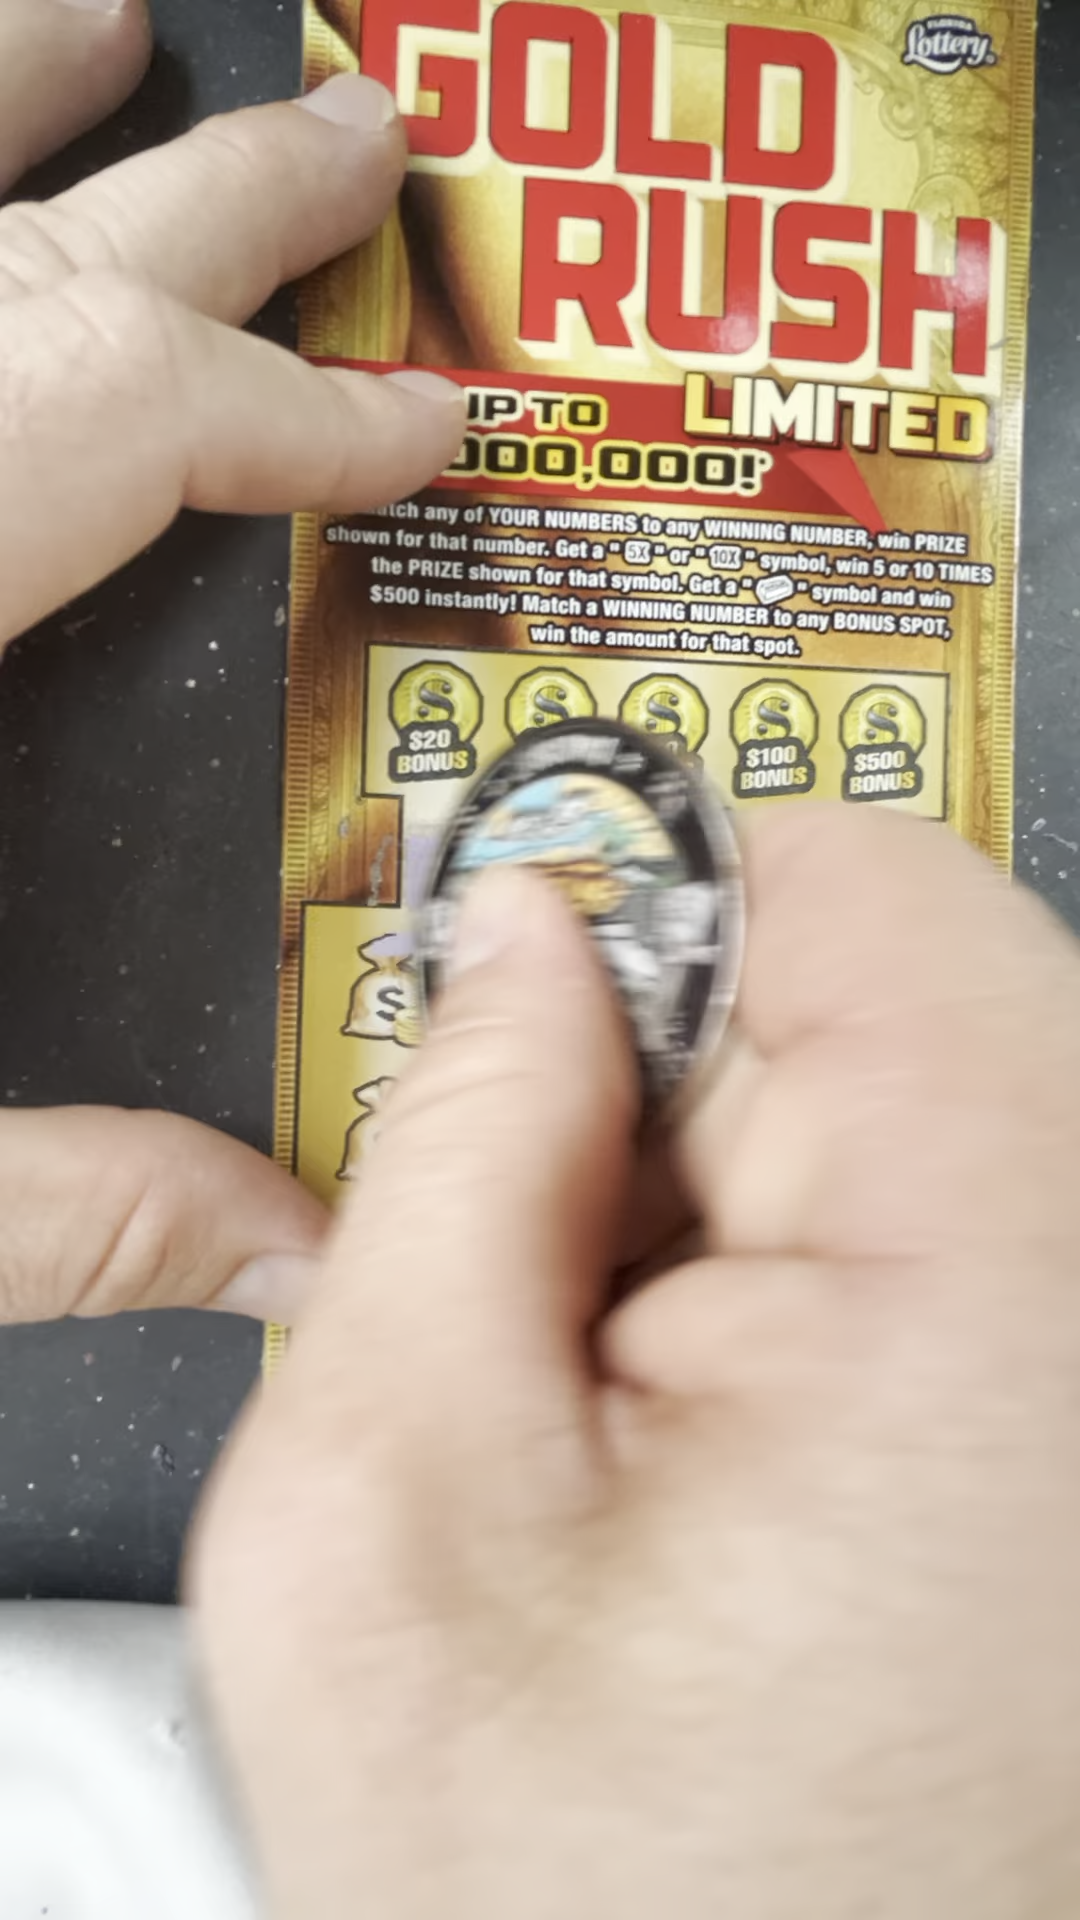 FLORIDA
Lottery
GOLD
RUSH
LIMITED
UP TO
000,000!*
any of YOUR NUMBERS to any WINNING NUMBER, win PRIZE
shown for that number. Get a " 5X " or " 10X " symbol, win 5 or 10 TIMES
the PRIZE shown for that symbol. Get a " " symbol and win
$500 instantly! Match a WINNING NUMBER to any BONUS SPOT,
win the amount for that spot.
$20 BONUS
$100 BONUS
$500 BONUS